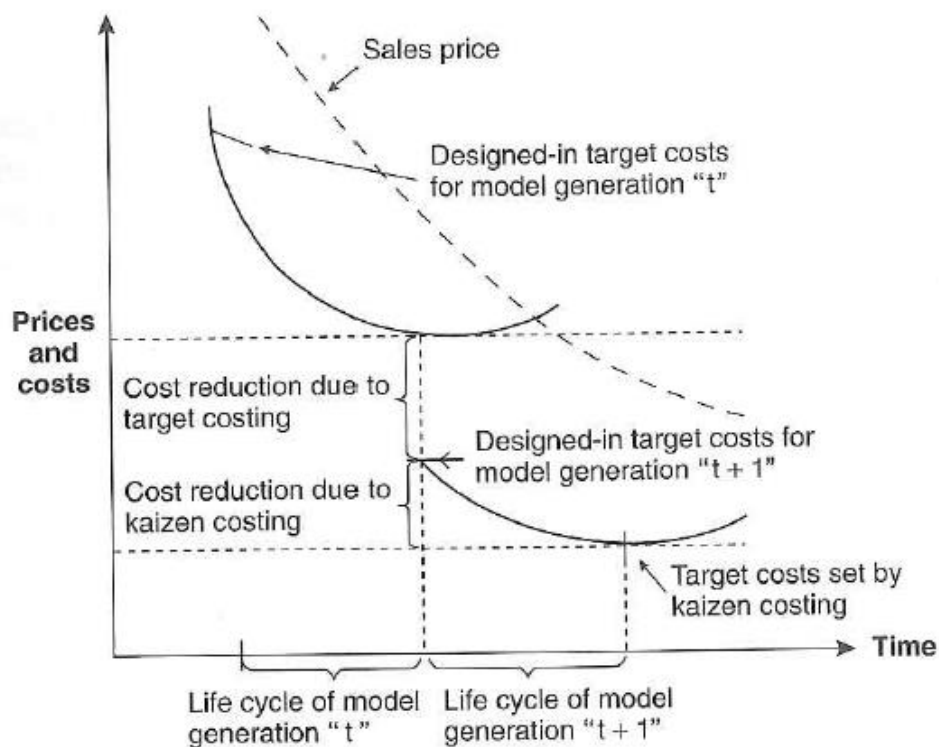 Sales price
Designed-in target costs
for model generation “t”
Prices
and
costs
Cost reduction due to
target costing
Designed-in target costs for
model generation “t + 1”
Cost reduction due to
kaizen costing
Target costs set by
kaizen costing
Time
Life cycle of model
generation “t”
Life cycle of model
generation “t + 1”